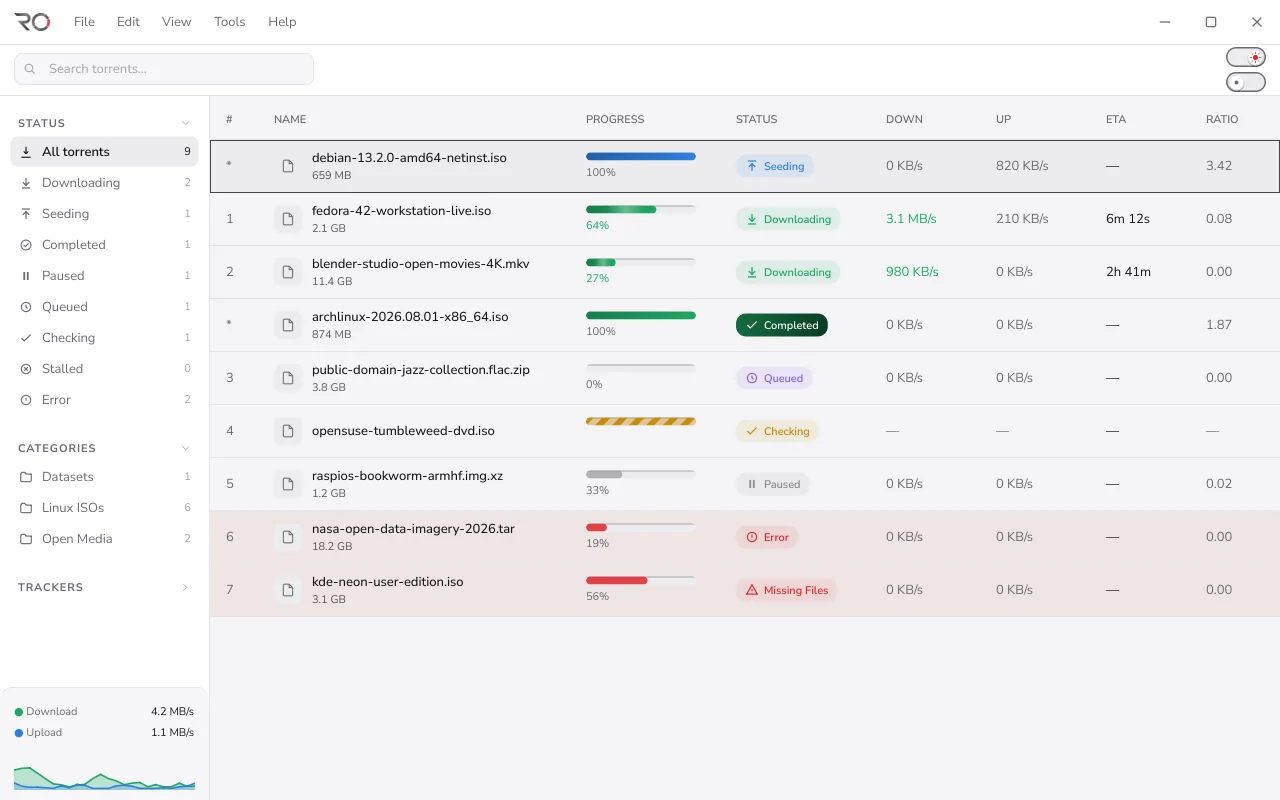 RO File Edit View Tools Help
Search torrents...
STATUS
All torrents 9
Downloading 2
Seeding 1
Completed 1
Paused 1
Queued 1
Checking 1
Stalled 0
Error 2
CATEGORIES
Datasets 1
Linux ISOs 6
Open Media 2
TRACKERS
Download 4.2 MB/s
Upload 1.1 MB/s
# NAME PROGRESS STATUS DOWN UP ETA RATIO
* debian-13.2.0-amd64-netinst.iso Seeding 0 KB/s 820 KB/s — 3.42
659 MB 100%
1 fedora-42-workstation-live.iso Downloading 3.1 MB/s 210 KB/s 6m 12s 0.08
2.1 GB 64%
2 blender-studio-open-movies-4K.mkv Downloading 980 KB/s 0 KB/s 2h 41m 0.00
11.4 GB 27%
* archlinux-2026.08.01-x86_64.iso Completed 0 KB/s 0 KB/s — 1.87
874 MB 100%
3 public-domain-jazz-collection.flac.zip Queued 0 KB/s 0 KB/s — 0.00
3.8 GB 0%
4 opensuse-tumbleweed-dvd.iso Checking — — — —
5 raspios-bookworm-armhf.img.xz Paused 0 KB/s 0 KB/s — 0.02
1.2 GB 33%
6 nasa-open-data-imagery-2026.tar Error 0 KB/s 0 KB/s — 0.00
18.2 GB 19%
7 kde-neon-user-edition.iso Missing Files 0 KB/s 0 KB/s — 0.00
3.1 GB 56%